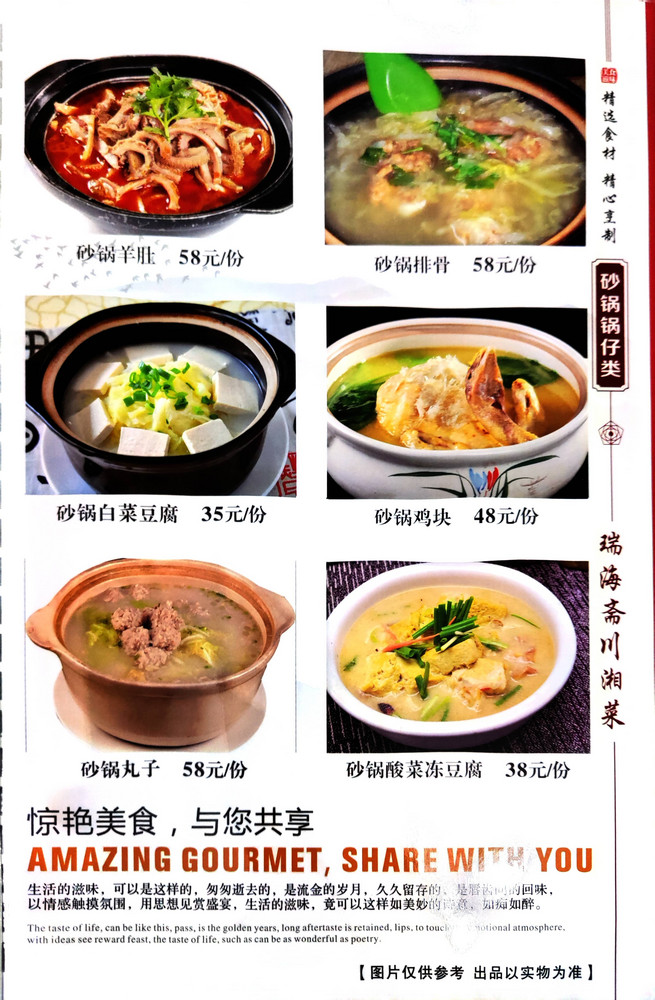 美食
品味
精选食材 精心烹制
砂锅羊肚 58元/份
砂锅排骨 58元/份
砂锅锅仔类
砂锅白菜豆腐 35元/份
砂锅鸡块 48元/份
瑞海斋川湘菜
砂锅丸子 58元/份
砂锅酸菜冻豆腐 38元/份
惊艳美食，与您共享
AMAZING GOURMET, SHARE WITH YOU
生活的滋味，可以是这样的，匆匆逝去的，是流金的岁月，久久留存的、是唇齿间的回味，
以情感触摸氛围，用思想见赏盛宴，生活的滋味，竟可以这样如美妙的 ，如痴如醉。
The taste of life, can be like this, pass, is the golden years, long aftertaste is retained, lips, to touch emotional atmosphere,
with ideas see reward feast, the taste of life, such as can be as wonderful as poetry.
【图片仅供参考 出品以实物为准】